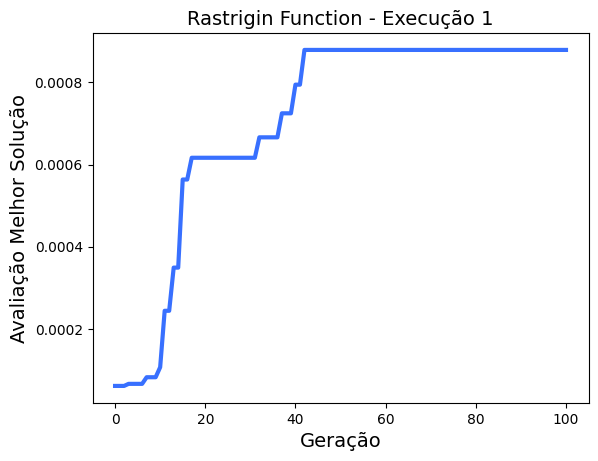 Rastrigin Function - Execução 1
Avaliação Melhor Solução
0.0008
0.0006
0.0004
0.0002
0 20 40 60 80 100
Geração